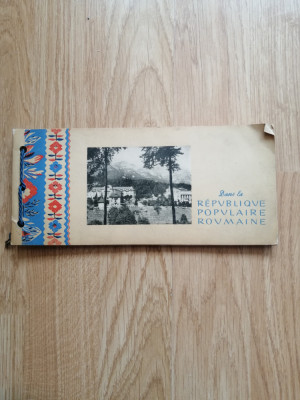 Dans la
RÉPUBLIQUE
POPULAIRE
ROUMAINE